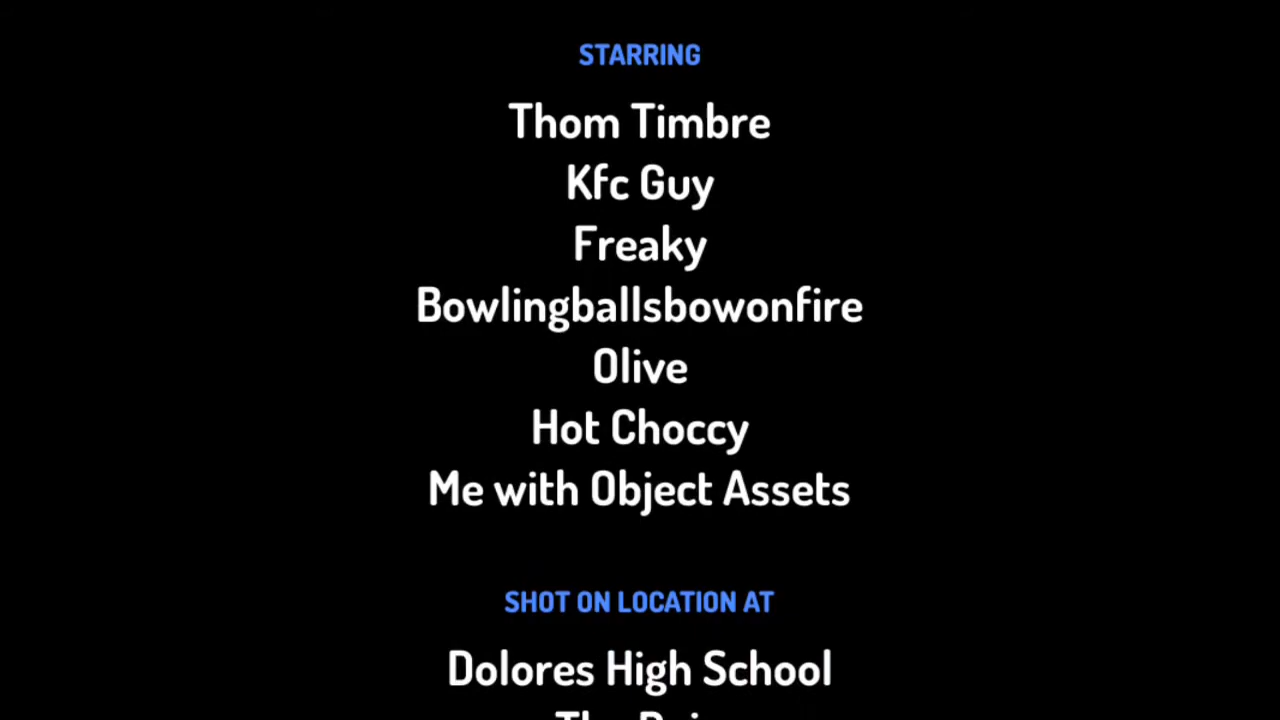 STARRING
Thom Timbre
Kfc Guy
Freaky
Bowlingballsbowonfire
Olive
Hot Choccy
Me with Object Assets
SHOT ON LOCATION AT
Dolores High School
The